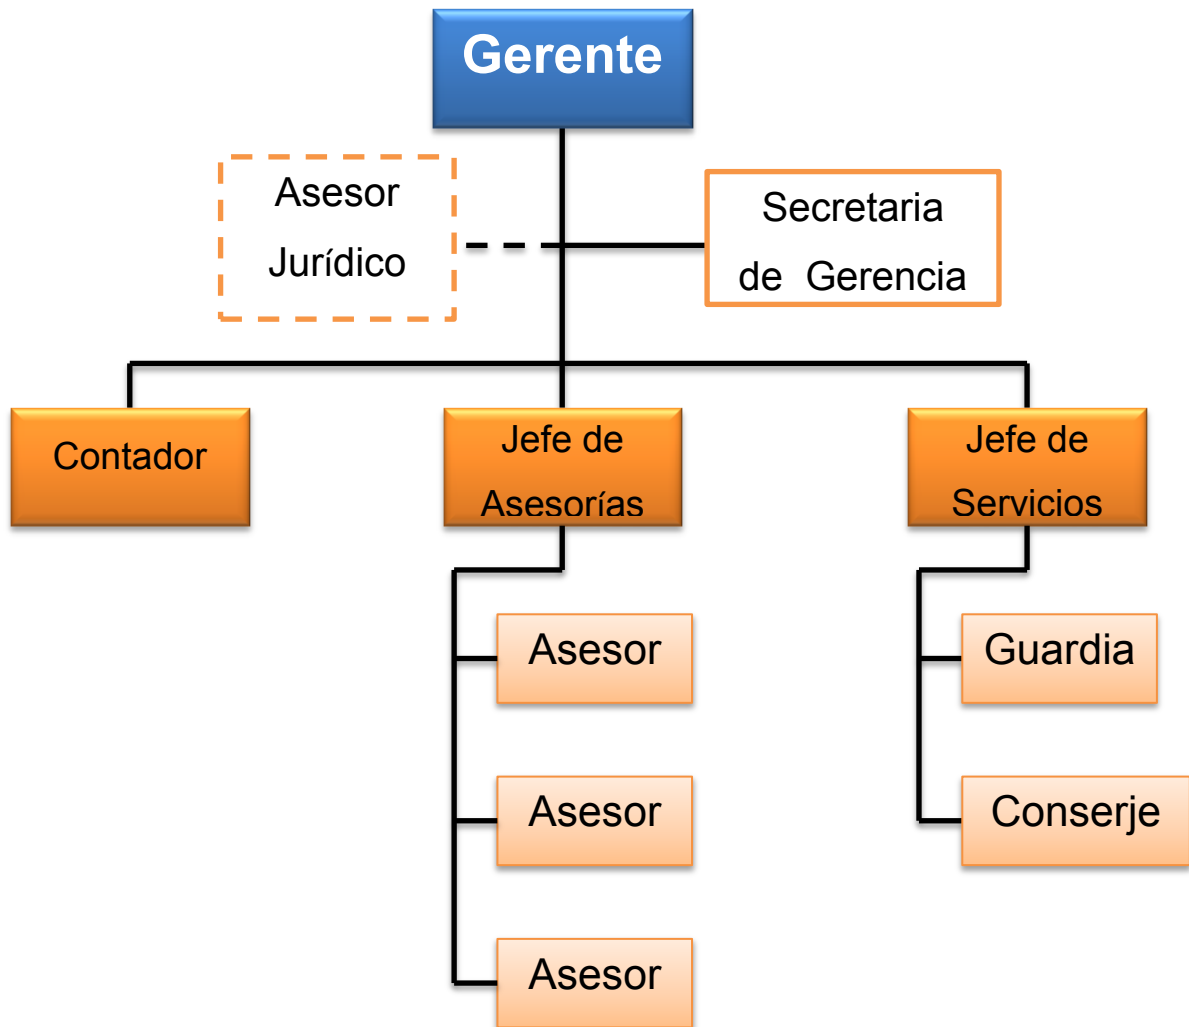 Gerente
Asesor
Jurídico
Secretaria
de Gerencia
Contador
Jefe de
Asesorías
Jefe de
Servicios
Asesor
Guardia
Asesor
Conserje
Asesor